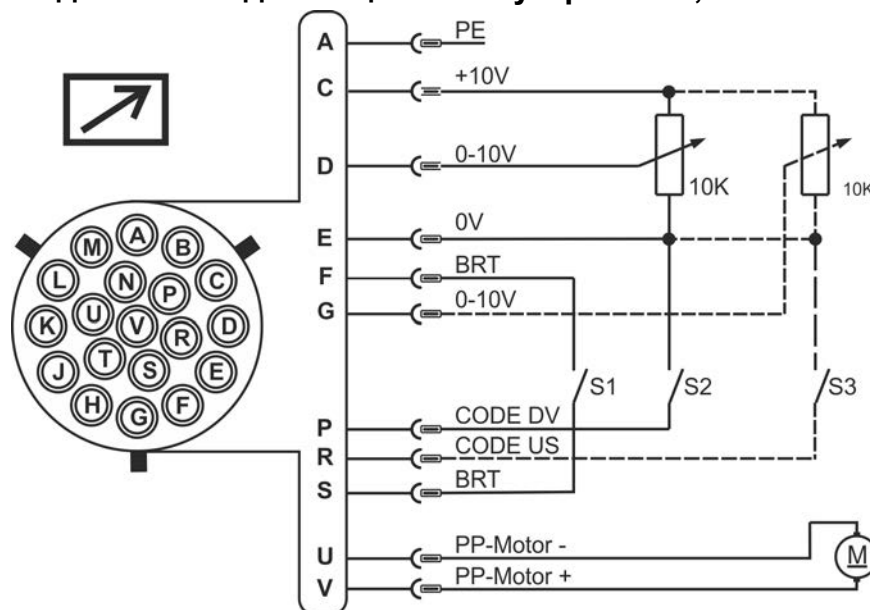 A PE
C +10V
D 0-10V
10K
10K
E 0V
F BRT
G 0-10V
S1
S2
S3
P CODE DV
R CODE US
S BRT
U PP-Motor -
V PP-Motor +
M
A
B
M
C
L
N
P
D
K
U
V
R
E
J
T
S
F
H
G